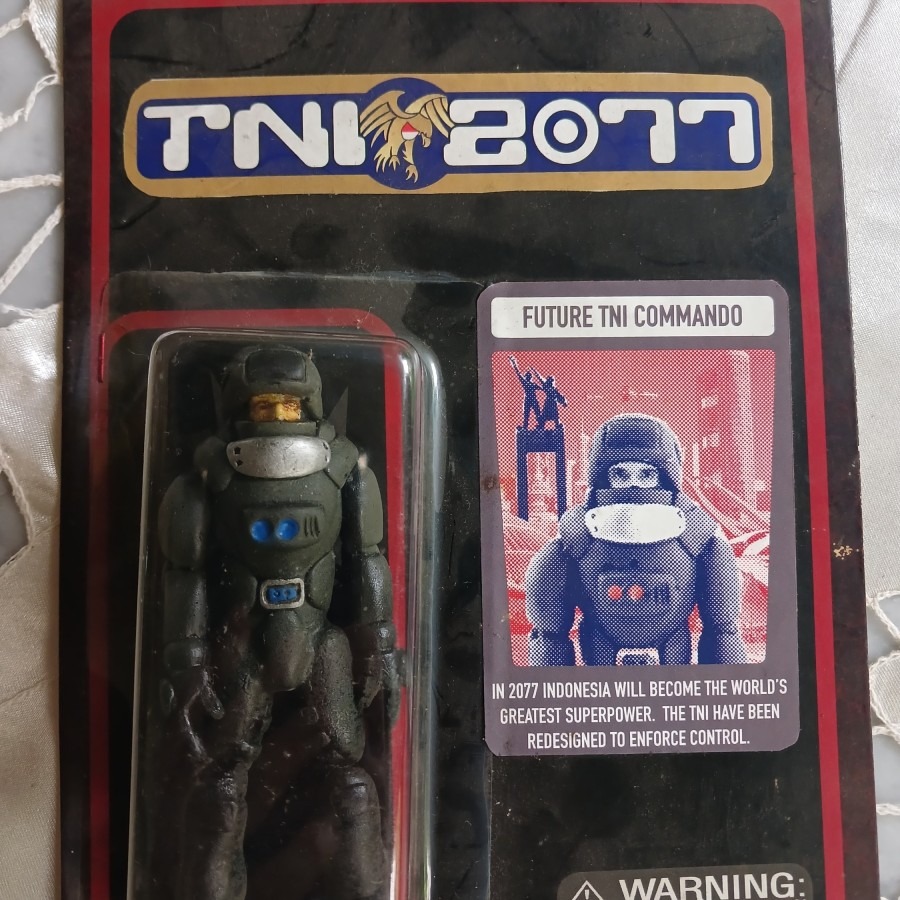 TNI 2077
FUTURE TNI COMMANDO
IN 2077 INDONESIA WILL BECOME THE WORLD'S
GREATEST SUPERPOWER. THE TNI HAVE BEEN
REDESIGNED TO ENFORCE CONTROL.
WARNING: